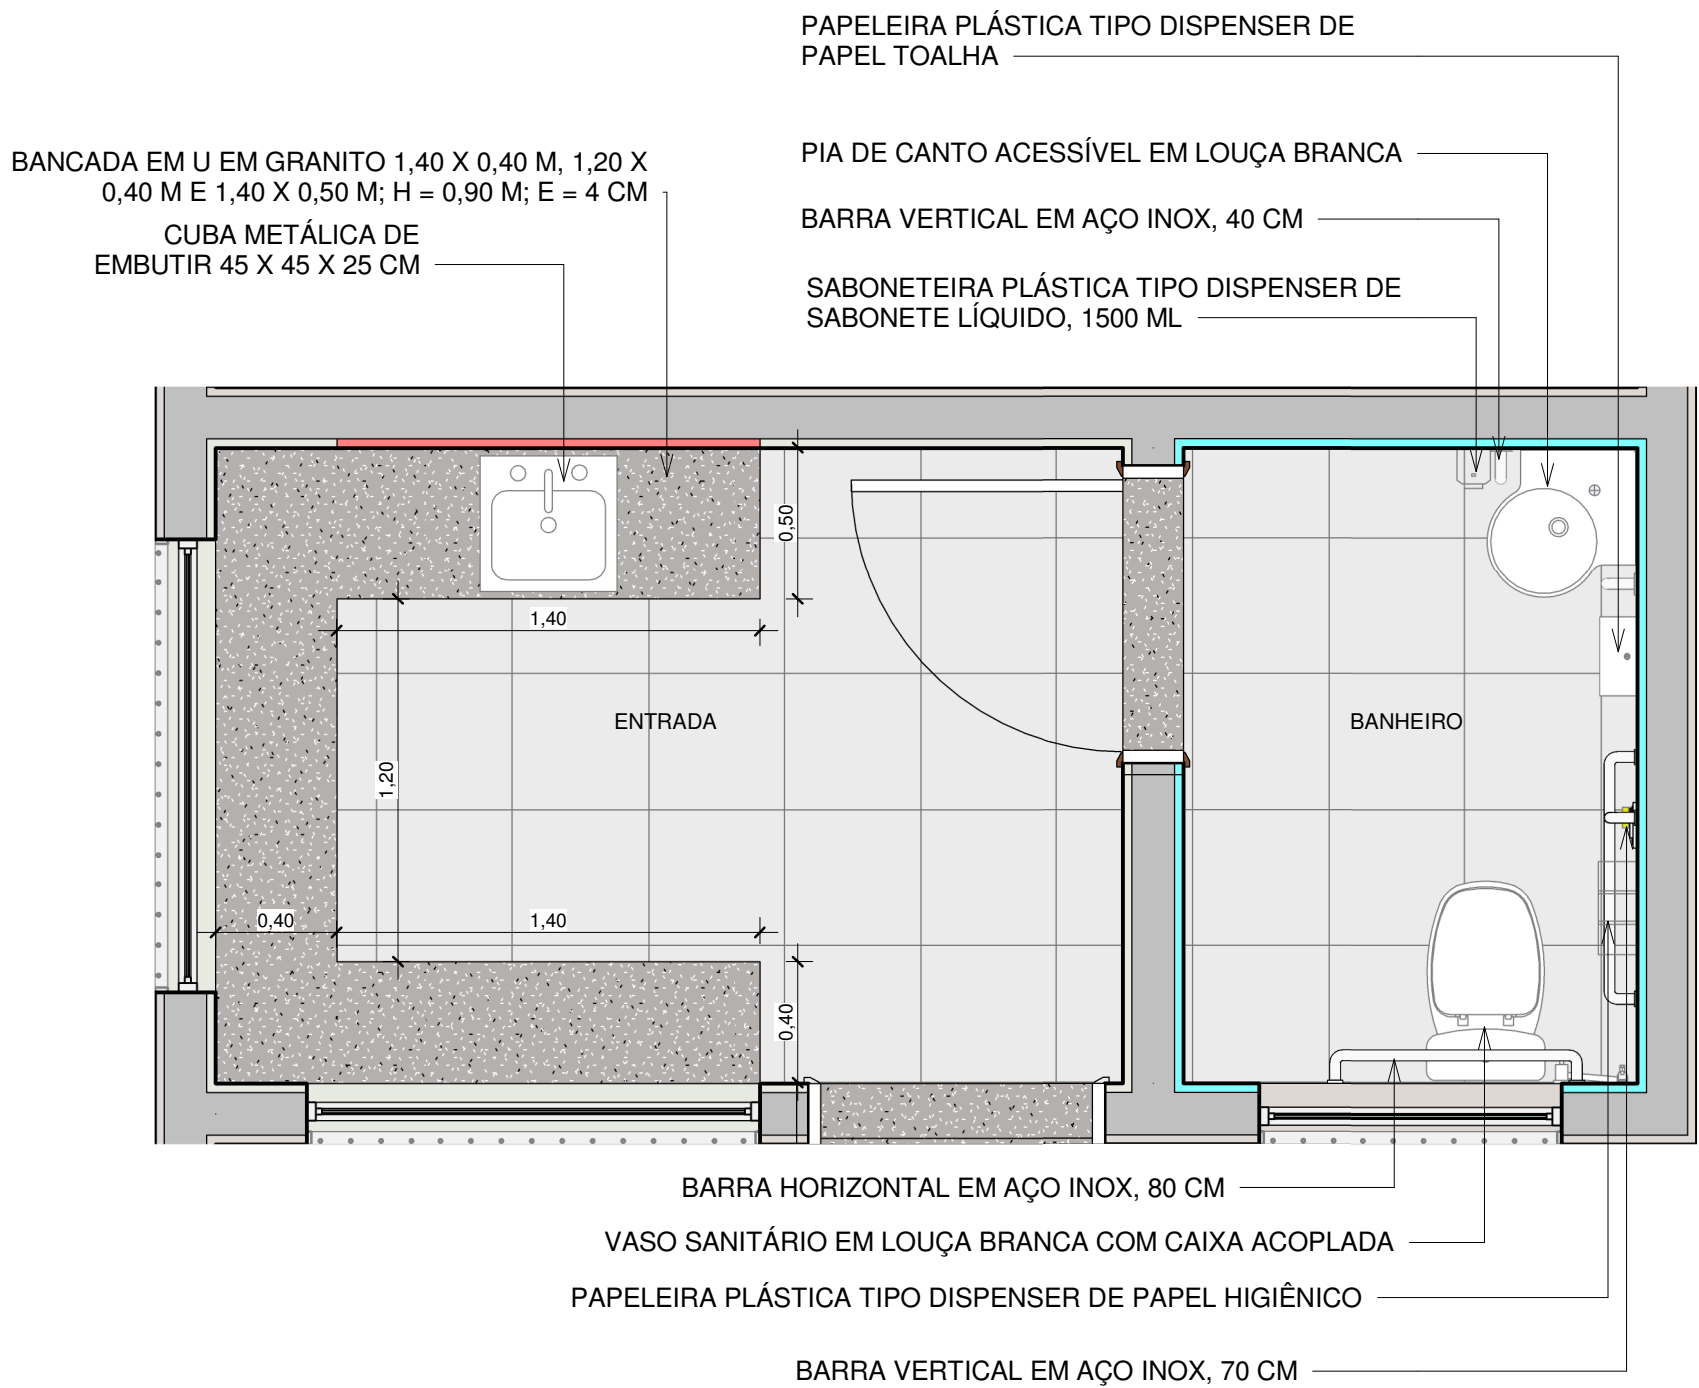 PAPELEIRA PLÁSTICA TIPO DISPENSER DE
PAPEL TOALHA
BANCADA EM U EM GRANITO 1,40 X 0,40 M, 1,20 X
0,40 M E 1,40 X 0,50 M; H = 0,90 M; E = 4 CM
CUBA METÁLICA DE
EMBUTIR 45 X 45 X 25 CM
PIA DE CANTO ACESSÍVEL EM LOUÇA BRANCA
BARRA VERTICAL EM AÇO INOX, 40 CM
SABONETEIRA PLÁSTICA TIPO DISPENSER DE
SABONETE LÍQUIDO, 1500 ML
0,50
1,40
ENTRADA
BANHEIRO
1,20
0,40
1,40
0,40
BARRA HORIZONTAL EM AÇO INOX, 80 CM
VASO SANITÁRIO EM LOUÇA BRANCA COM CAIXA ACOPLADA
PAPELEIRA PLÁSTICA TIPO DISPENSER DE PAPEL HIGIÊNICO
BARRA VERTICAL EM AÇO INOX, 70 CM